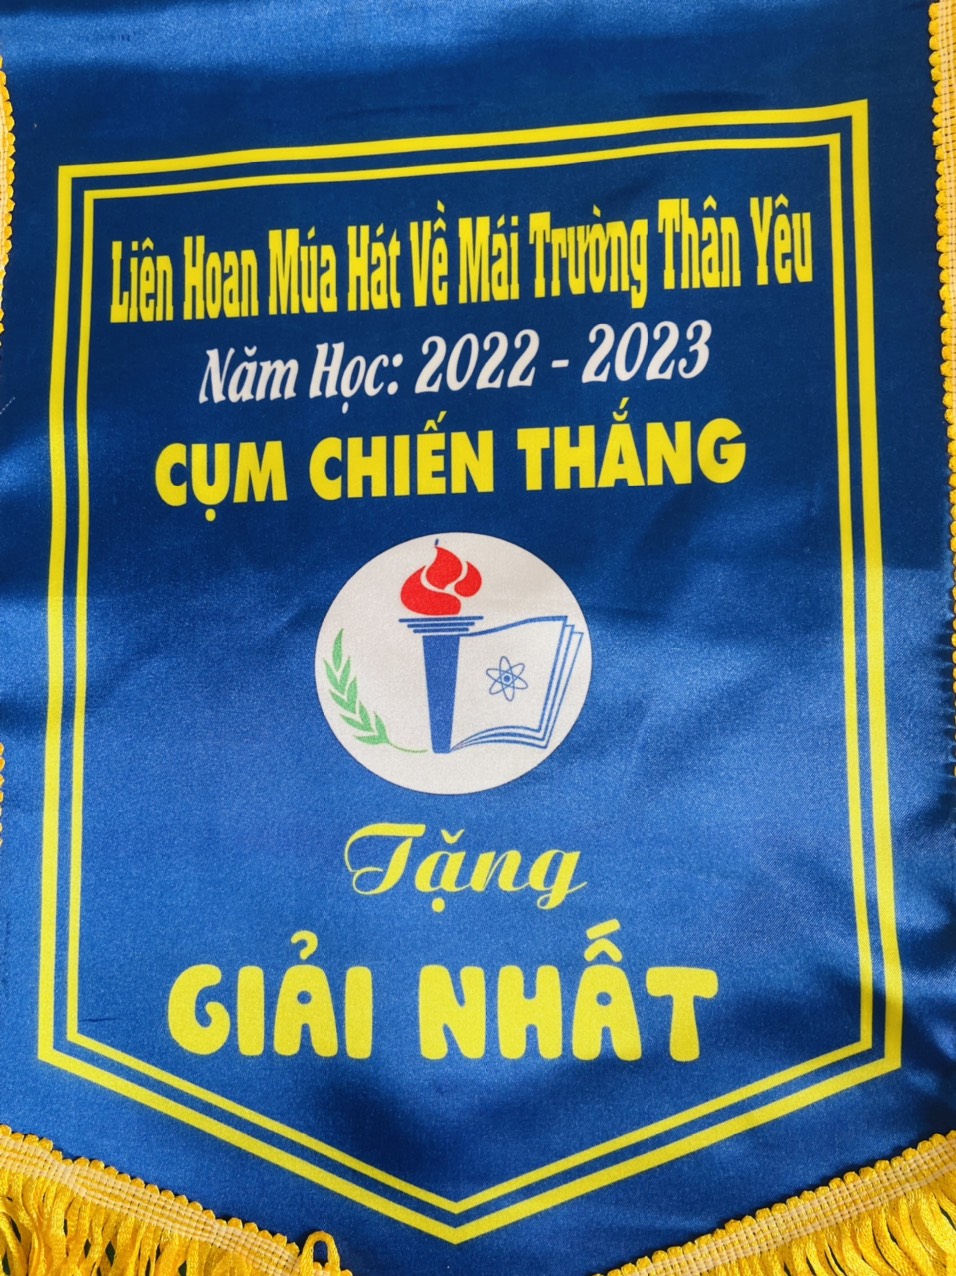 Liên Hoan Múa Hát Về Mái Trường Thân Yêu
Năm Học: 2022 - 2023
CỤM CHIẾN THẮNG
Tặng
GIẢI NHẤT